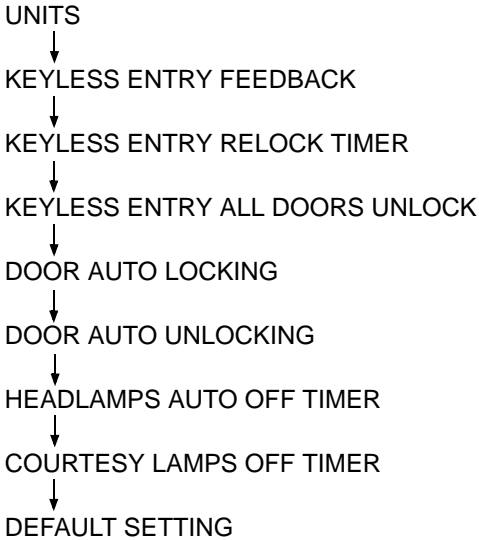 UNITS
KEYLESS ENTRY FEEDBACK
KEYLESS ENTRY RELOCK TIMER
KEYLESS ENTRY ALL DOORS UNLOCK
DOOR AUTO LOCKING
DOOR AUTO UNLOCKING
HEADLAMPS AUTO OFF TIMER
COURTESY LAMPS OFF TIMER
DEFAULT SETTING